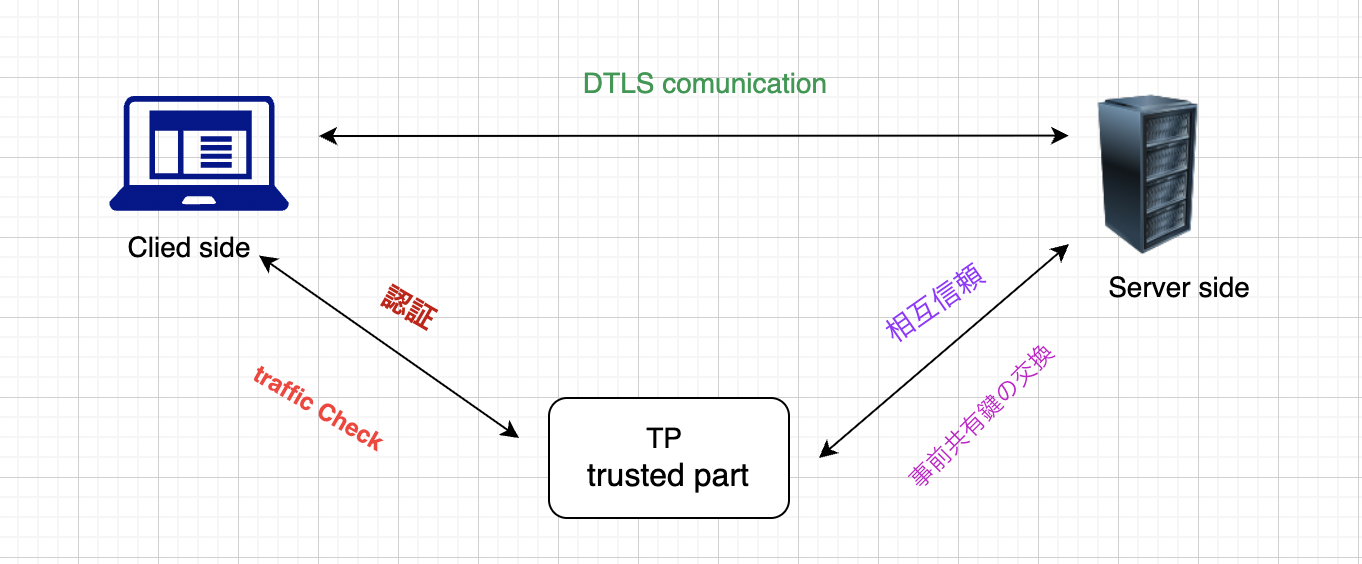 DTLS comunication
Clied side
Server side
認証
相互信頼
traffic Check
事前共有鍵の交換
TP
trusted part